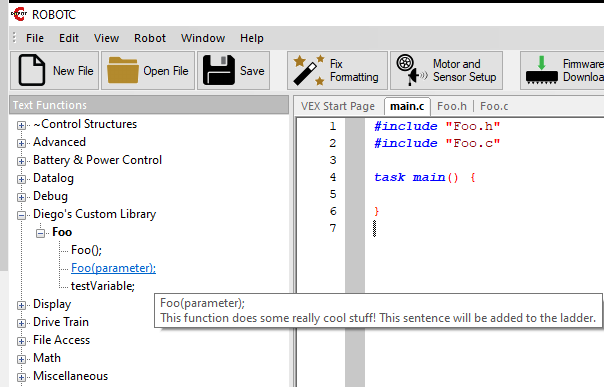 ROBOTC
File Edit View Robot Window Help
New File Open File Save Fix Formatting Motor and Sensor Setup Firmware Downloa
Text Functions
~Control Structures
Advanced
Battery & Power Control
Datalog
Debug
Diego's Custom Library
Foo
Foo();
Foo(parameter);
testVariable;
Display
Drive Train
File Access
Math
Miscellaneous
VEX Start Page main.c Foo.h Foo.c
1 #include "Foo.h"
2 #include "Foo.c"
3
4 task main() {
5
6 }
7
Foo(parameter);
This function does some really cool stuff! This sentence will be added to the ladder.